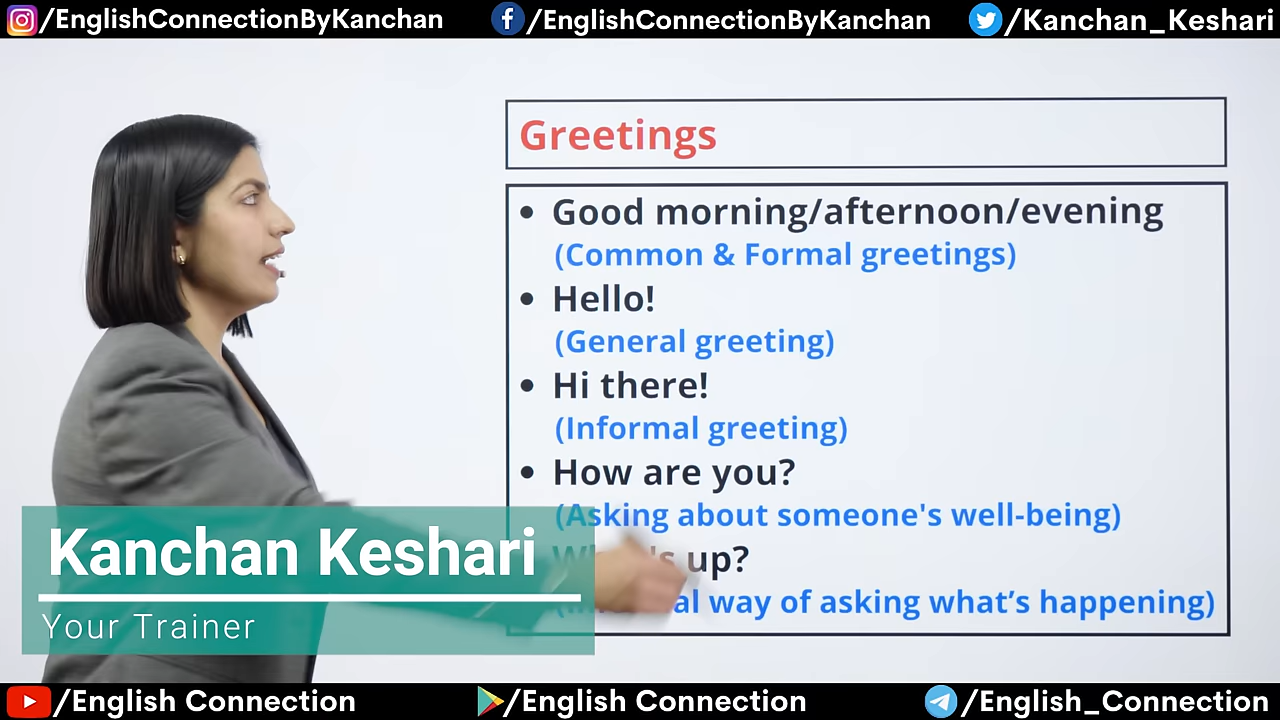 /EnglishConnectionByKanchan
/EnglishConnectionByKanchan
/Kanchan_Keshari
Greetings
• Good morning/afternoon/evening
(Common & Formal greetings)
• Hello!
(General greeting)
• Hi there!
(Informal greeting)
• How are you?
(Asking about someone's well-being)
up?
way of asking what's happening)
Kanchan Keshari
Your Trainer
/English Connection
/English Connection
/English_Connection